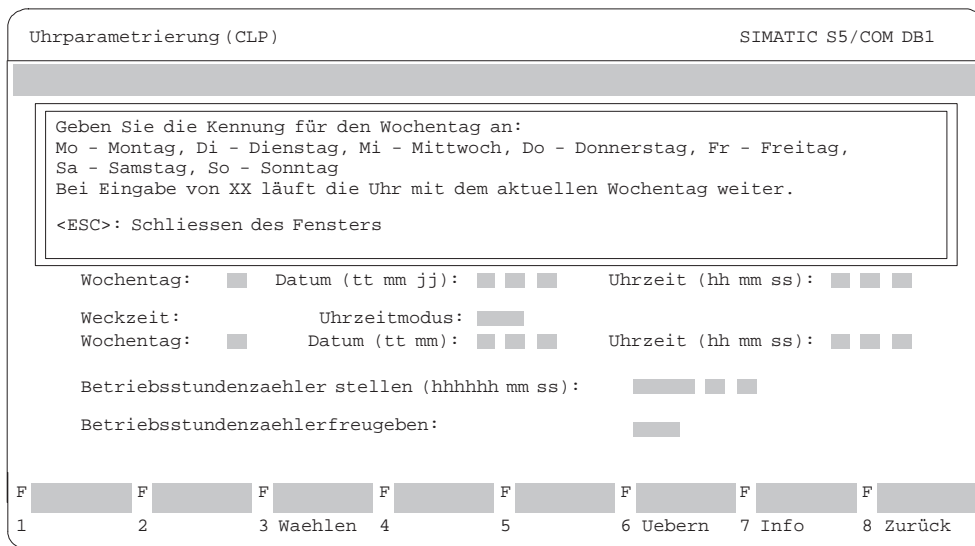 Uhrparametrierung (CLP) SIMATIC S5/COM DB1
Geben Sie die Kennung für den Wochentag an:
Mo - Montag, Di - Dienstag, Mi - Mittwoch, Do - Donnerstag, Fr - Freitag,
Sa - Samstag, So - Sonntag
Bei Eingabe von XX läuft die Uhr mit dem aktuellen Wochentag weiter.
<ESC>: Schliessen des Fensters
Wochentag: Datum (tt mm jj): Uhrzeit (hh mm ss):
Weckzeit: Uhrzeitmodus:
Wochentag: Datum (tt mm): Uhrzeit (hh mm ss):
Betriebsstundenzaehler stellen (hhhhhh mm ss):
Betriebsstundenzaehlerfreugeben:
F F F F F F F F
1 2 3 Waehlen 4 5 6 Uebern 7 Info 8 Zurück